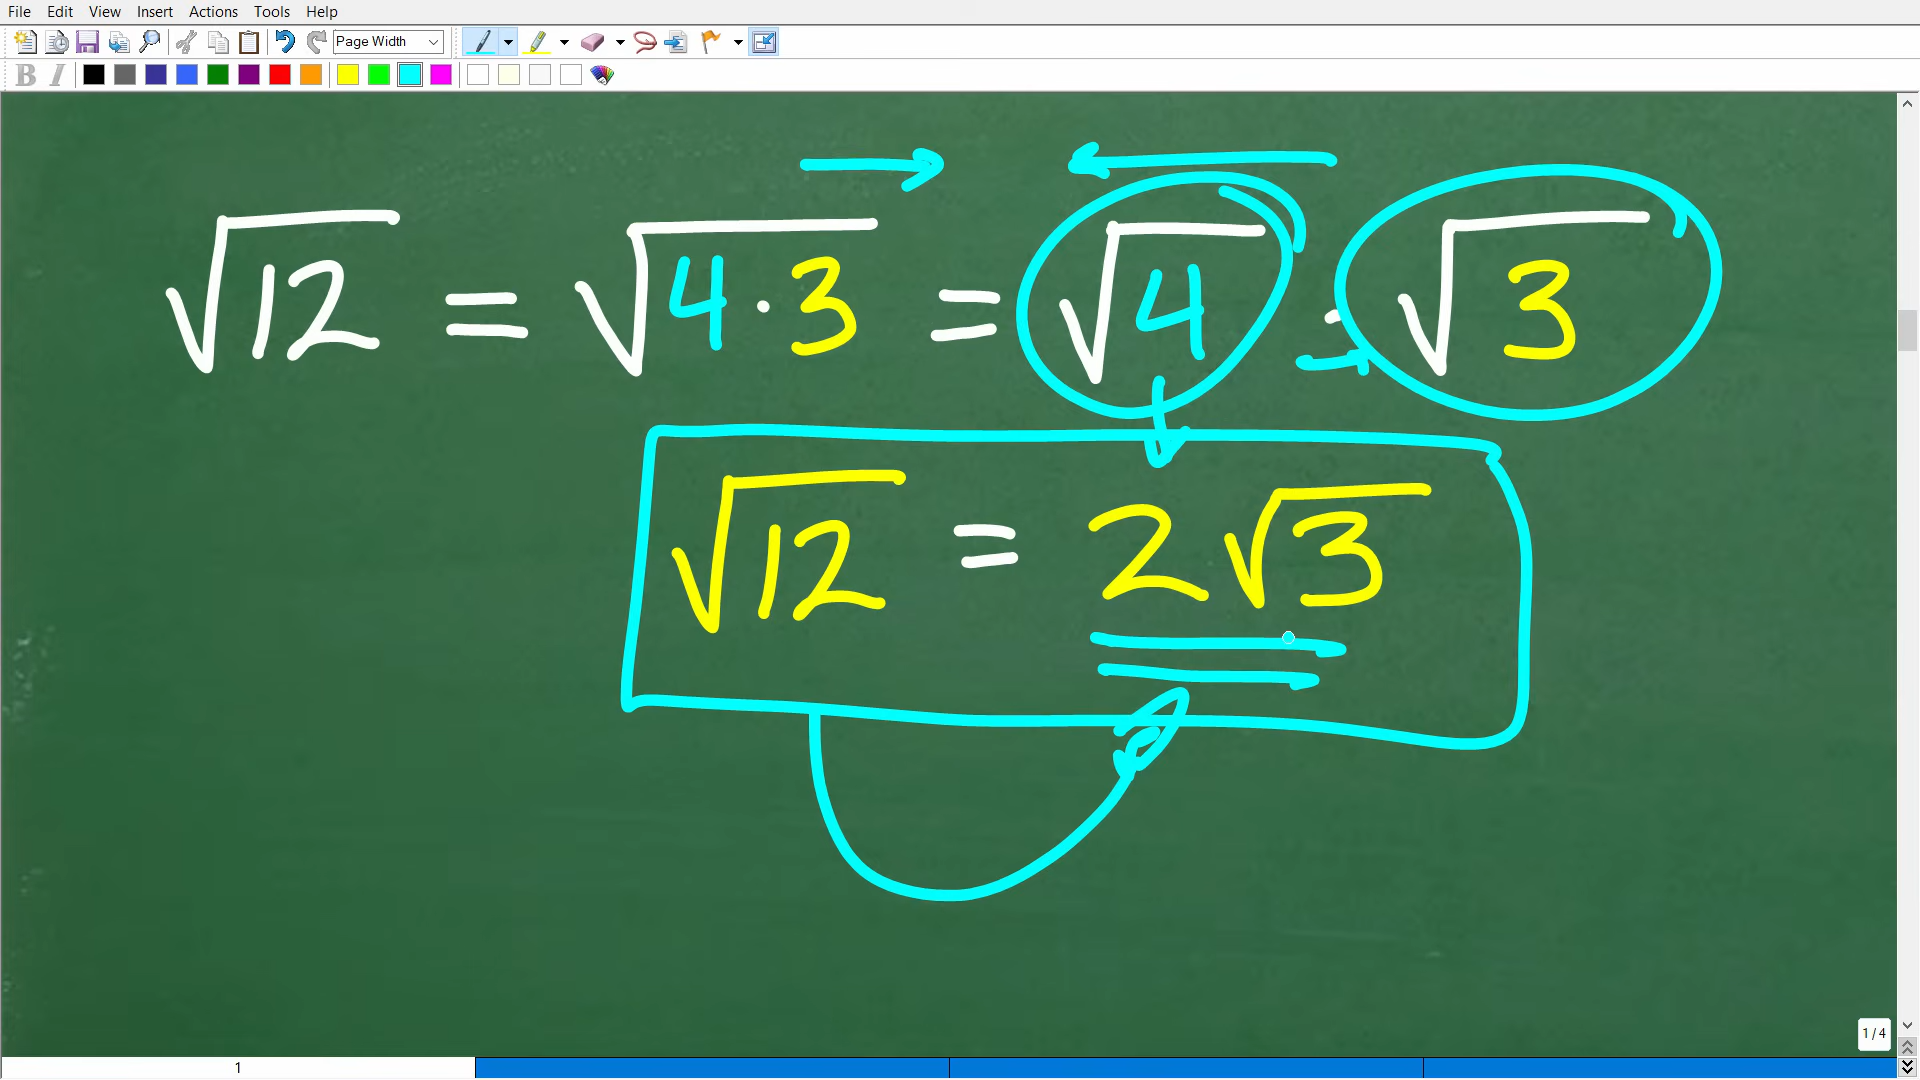 File Edit View Insert Actions Tools Help
Page Width
B I
√12 = √4·3 = √4 · √3
√12 = 2√3
1/4
1